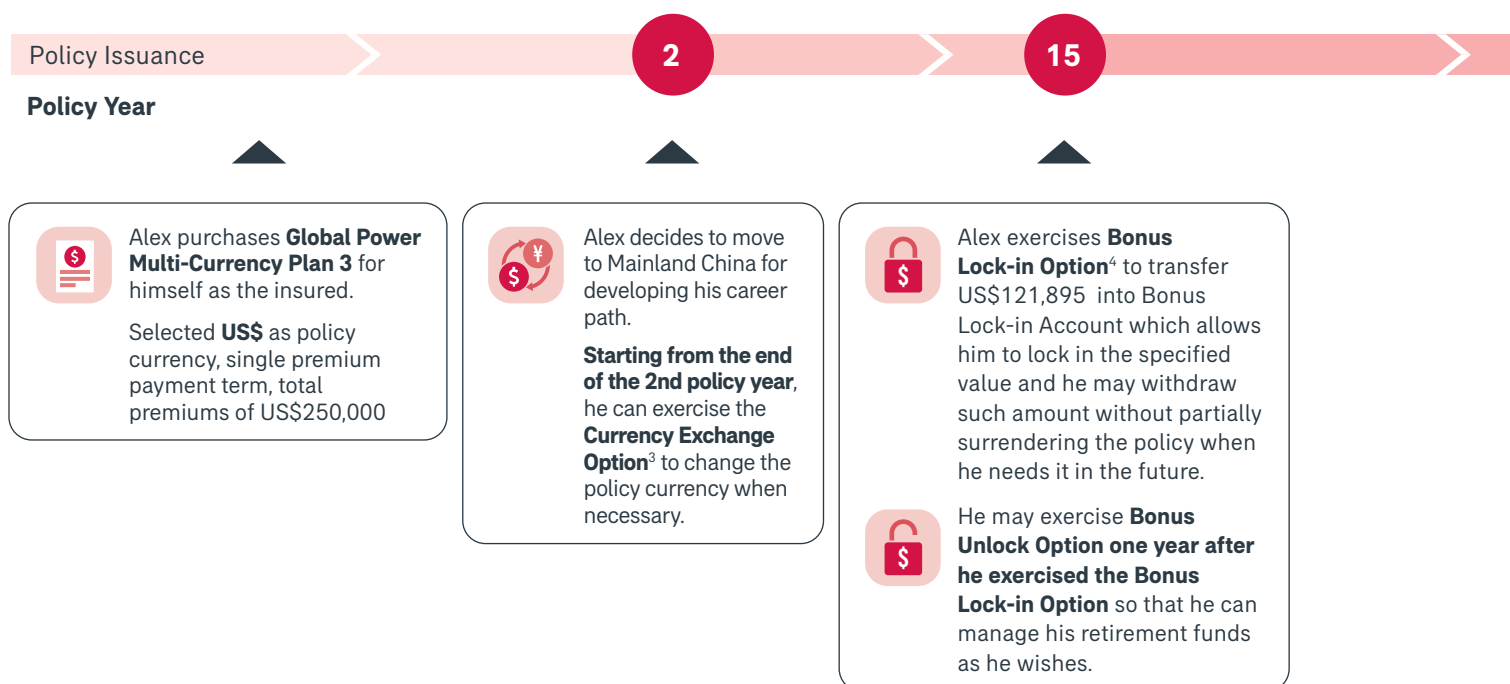 Policy Issuance
2
15
Policy Year
$
Alex purchases Global Power
Multi-Currency Plan 3 for
himself as the insured.
Selected US$ as policy
currency, single premium
payment term, total
premiums of US$250,000
¥
$
Alex decides to move
to Mainland China for
developing his career
path.
Starting from the end
of the 2nd policy year,
he can exercise the
Currency Exchange
Option³ to change the
policy currency when
necessary.
$
Alex exercises Bonus
Lock-in Option⁴ to transfer
US$121,895 into Bonus
Lock-in Account which allows
him to lock in the specified
value and he may withdraw
such amount without partially
surrendering the policy when
he needs it in the future.
$
He may exercise Bonus
Unlock Option one year after
he exercised the Bonus
Lock-in Option so that he can
manage his retirement funds
as he wishes.